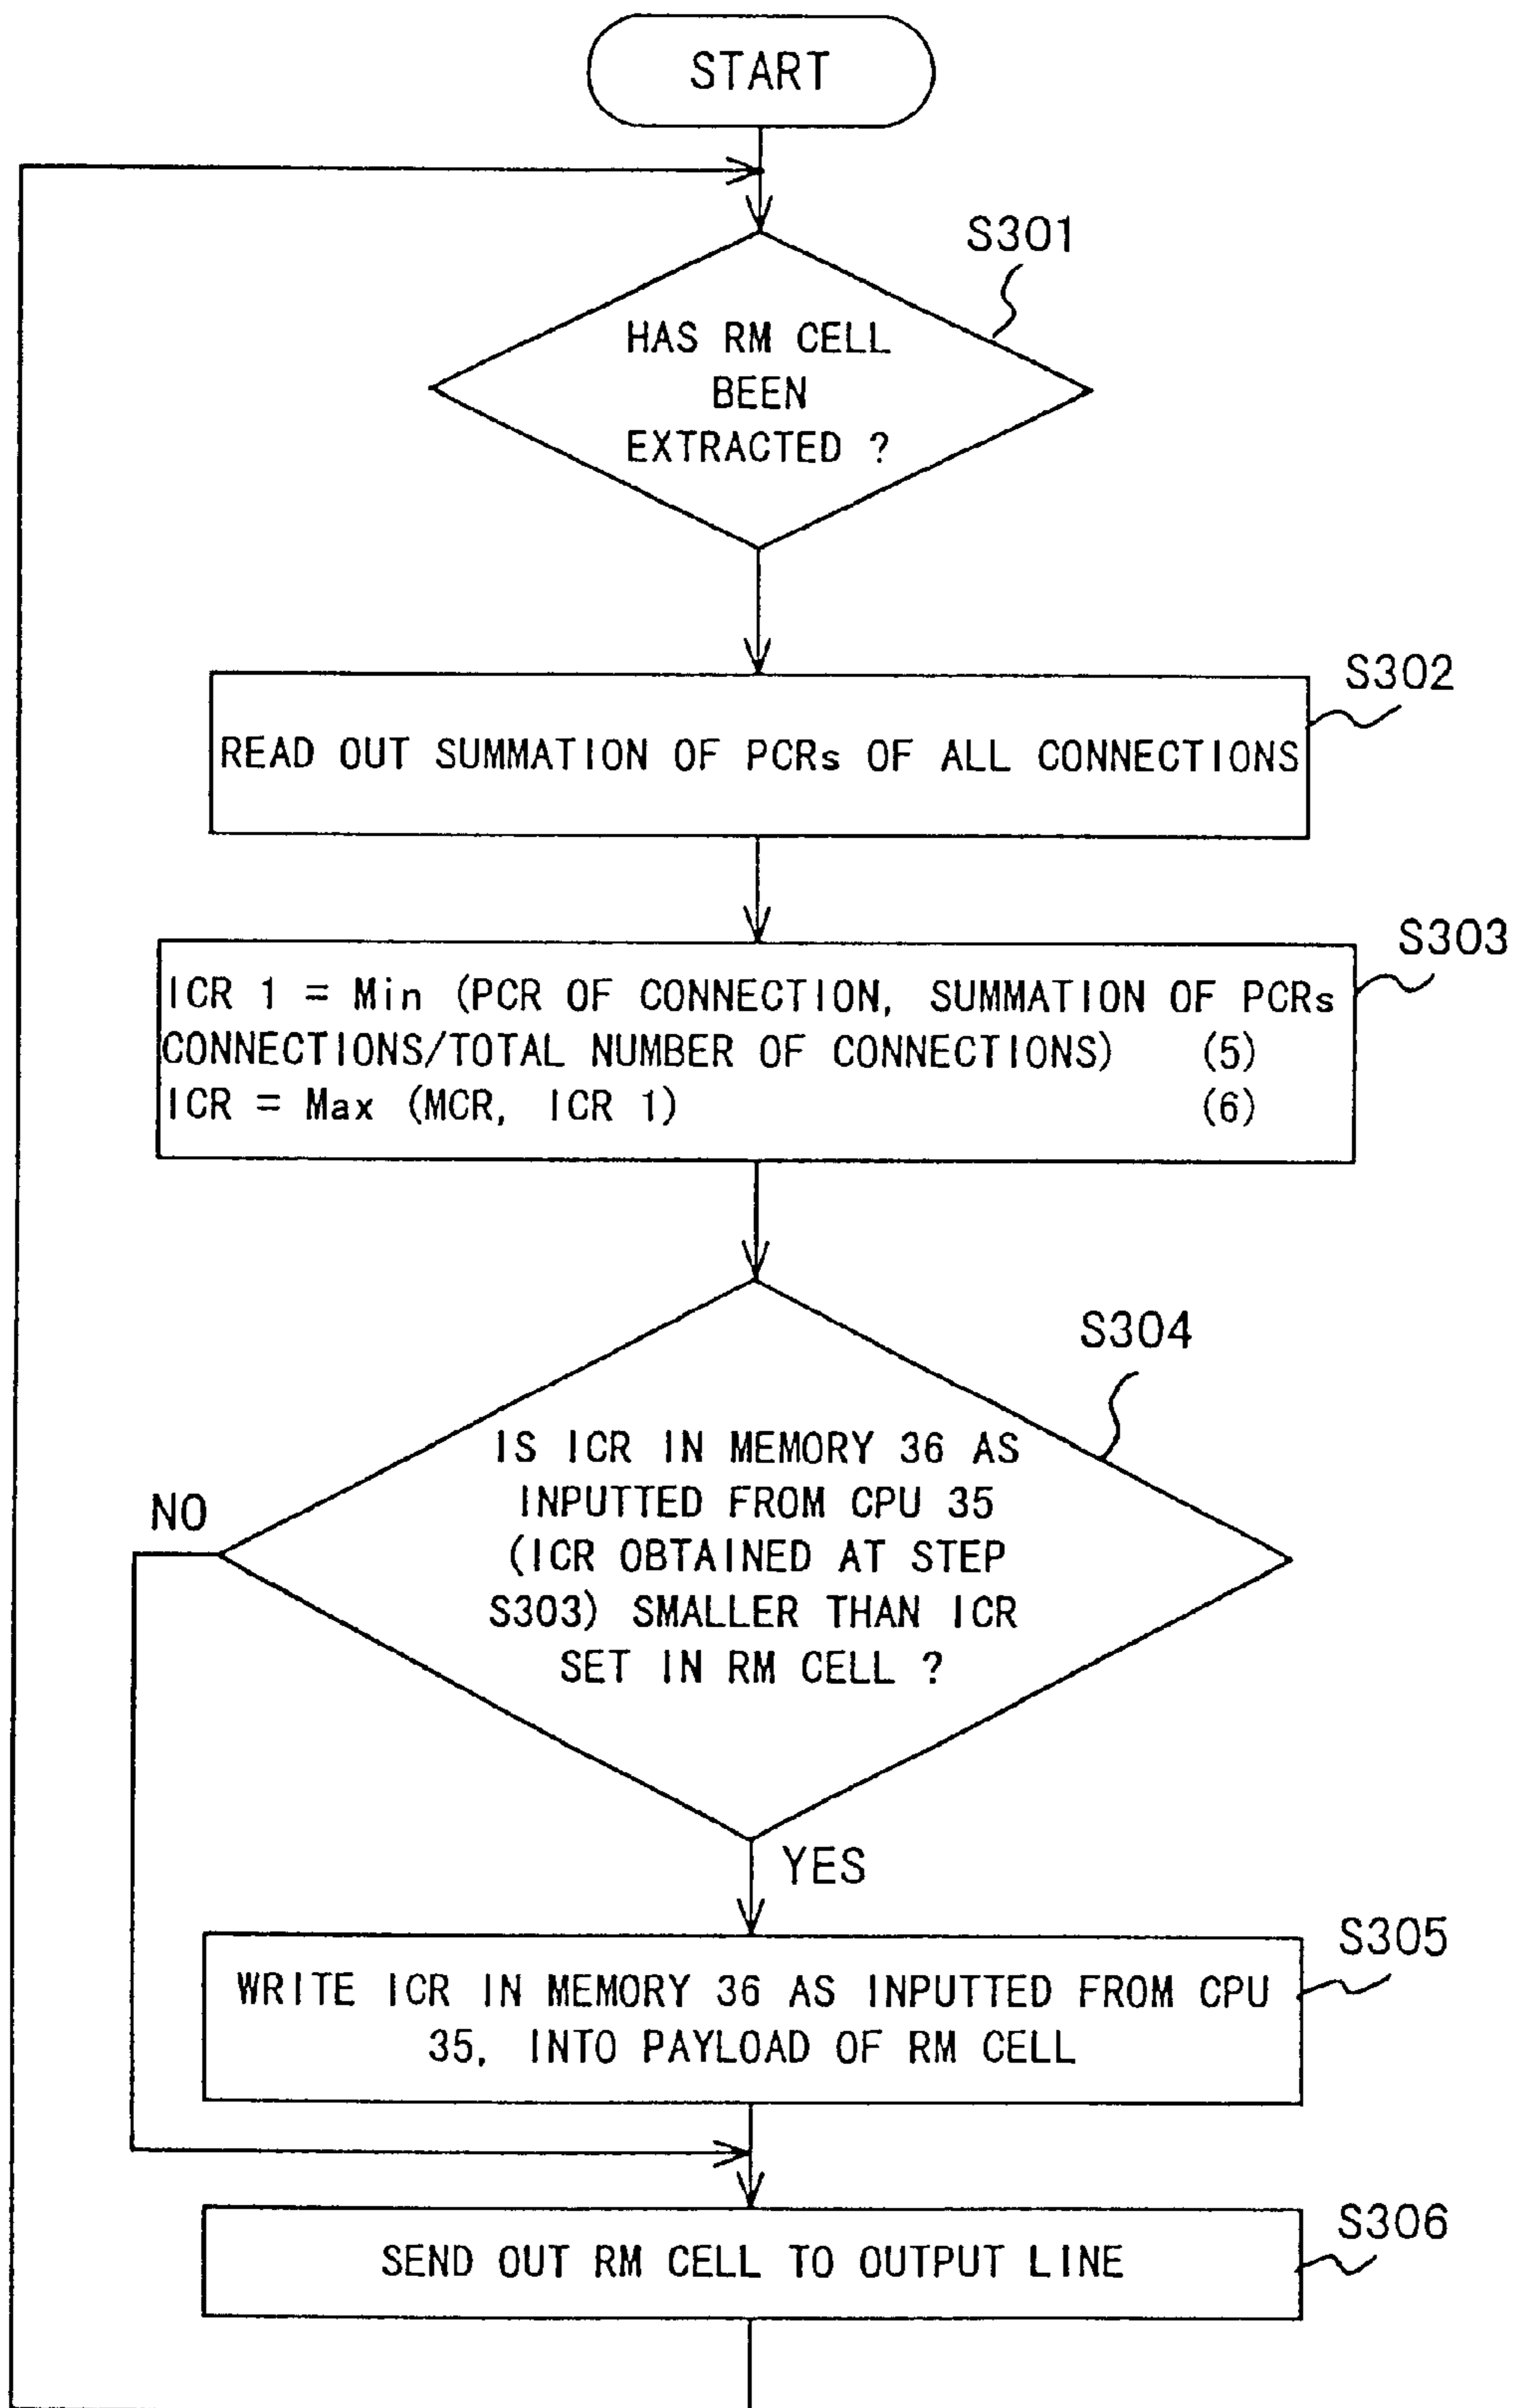 START
S301
HAS RM CELL
BEEN
EXTRACTED ?
S302
READ OUT SUMMATION OF PCRs OF ALL CONNECTIONS
S303
ICR 1 = Min (PCR OF CONNECTION, SUMMATION OF PCRs
CONNECTIONS/TOTAL NUMBER OF CONNECTIONS) (5)
ICR = Max (MCR, ICR 1) (6)
S304
IS ICR IN MEMORY 36 AS
INPUTTED FROM CPU 35
(ICR OBTAINED AT STEP
S303) SMALLER THAN ICR
SET IN RM CELL ?
NO
YES
S305
WRITE ICR IN MEMORY 36 AS INPUTTED FROM CPU
35, INTO PAYLOAD OF RM CELL
S306
SEND OUT RM CELL TO OUTPUT LINE